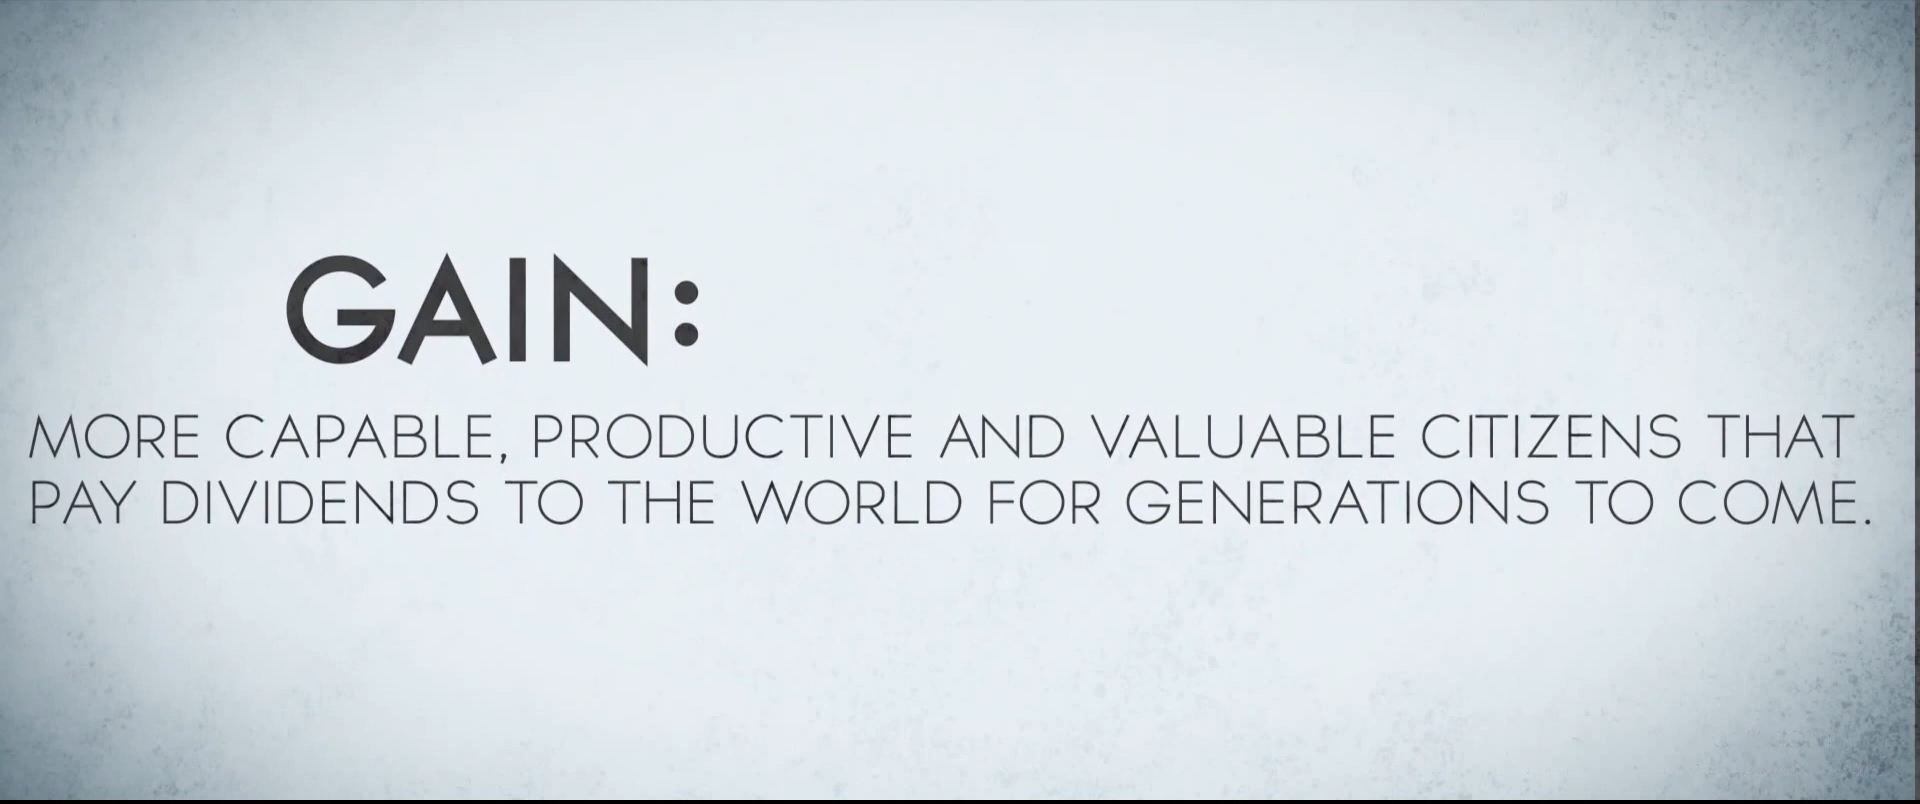 GAIN:
MORE CAPABLE, PRODUCTIVE AND VALUABLE CITIZENS THAT
PAY DIVIDENDS TO THE WORLD FOR GENERATIONS TO COME.